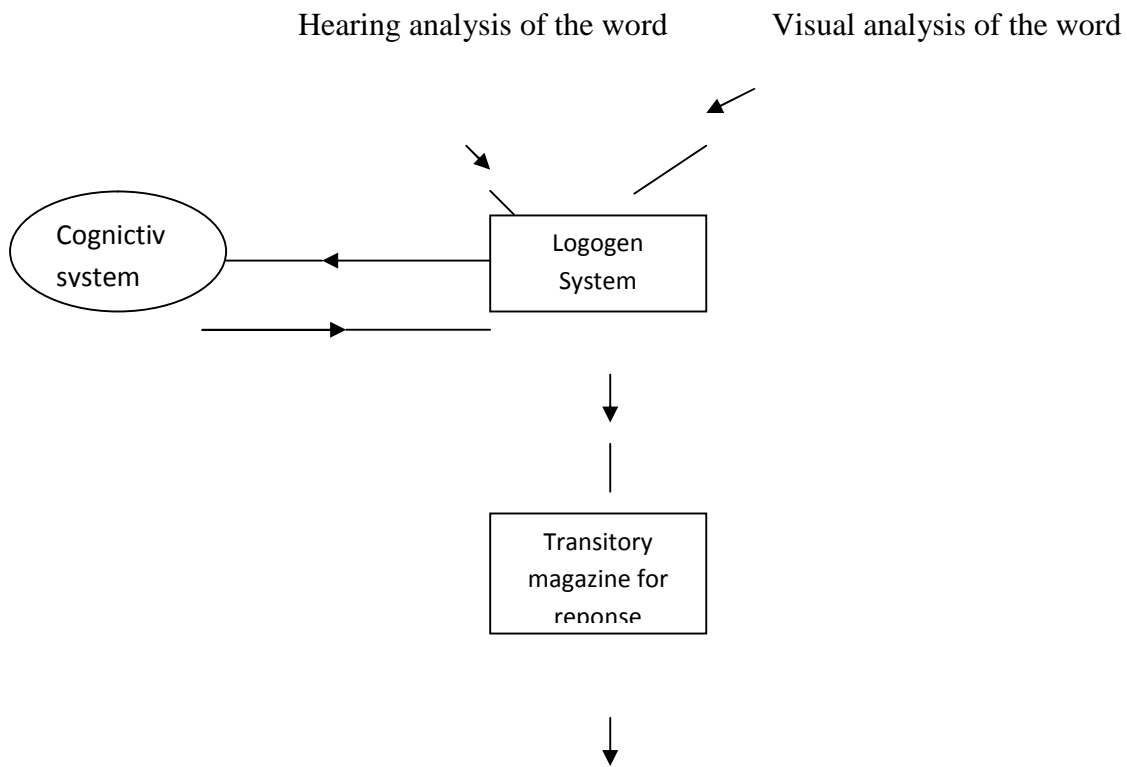 Hearing analysis of the word
Visual analysis of the word
Cognictiv
system
Logogen
System
Transitory
magazine for
reponse